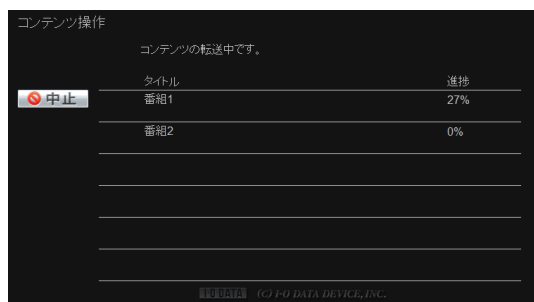 コンテンツ操作
コンテンツの転送中です。
タイトル 進捗
中止
番組1 27%
番組2 0%
I-O DATA (C) I-O DATA DEVICE, INC.